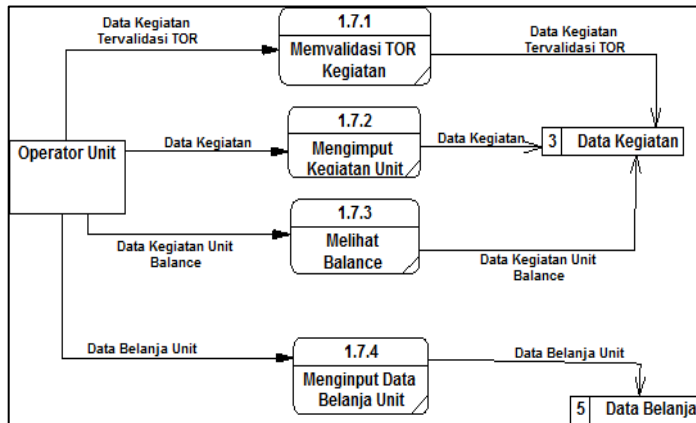 Data Kegiatan
Tervalidasi TOR
1.7.1
Memvalidasi TOR
Kegiatan
Data Kegiatan
Tervalidasi TOR
Operator Unit
Data Kegiatan
1.7.2
Mengimput
Kegiatan Unit
Data Kegiatan
3 Data Kegiatan
Data Kegiatan Unit
Balance
1.7.3
Melihat
Balance
Data Kegiatan Unit
Balance
Data Belanja Unit
1.7.4
Menginput Data
Belanja Unit
Data Belanja Unit
5 Data Belanja